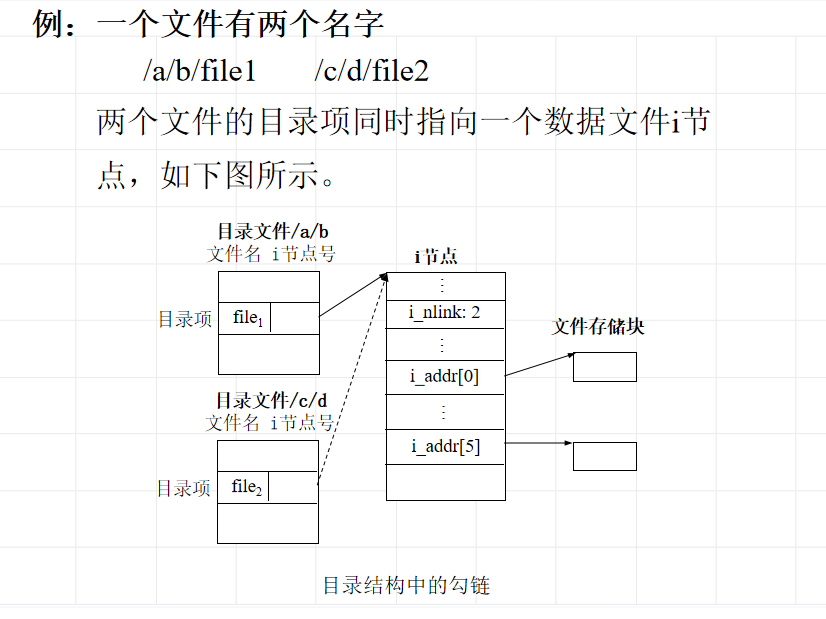 例：一个文件有两个名字
/a/b/file1 /c/d/file2
两个文件的目录项同时指向一个数据文件i节
点，如下图所示。
目录文件/a/b
文件名 i节点号
目录项
file₁
目录文件/c/d
文件名 i节点号
目录项
file₂
i节点
⋮
i_nlink: 2
⋮
i_addr[0]
⋮
i_addr[5]
文件存储块
目录结构中的勾链